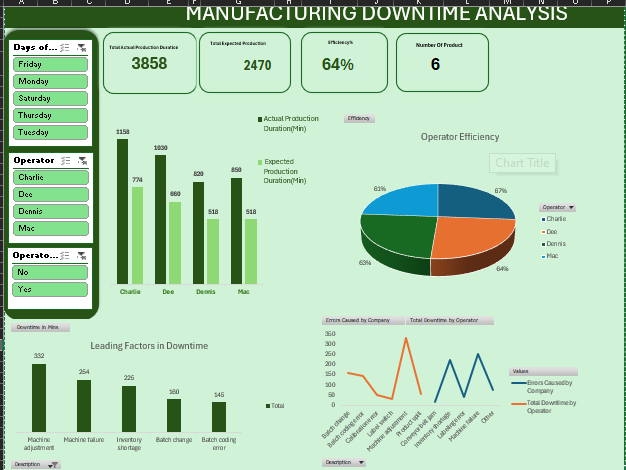 A B C D E F G H I J K L M N O P
MANUFACTURING DOWNTIME ANALYSIS
Days of...
Friday
Monday
Saturday
Thursday
Tuesday
Operator
Charlie
Dee
Dennis
Mac
Operato...
No
Yes
Total Actual Production Duration
3858
Total Expected Production
2470
Efficiency%
64%
Number Of Product
6
Actual Production
Duration(Min)
Expected
Production
Duration(Min)
1158
774
1030
660
820
518
850
518
Charlie Dee Dennis Mac
Efficiency
Operator Efficiency
Chart Title
61%
67%
63%
64%
Operator
Charlie
Dee
Dennis
Mac
Downtime in Mins
Leading Factors in Downtime
332
254
225
160
145
Machine
adjustment
Machine failure
Inventory
shortage
Batch change
Batch coding
error
Total
Description
Errors Caused by Company
Total Downtime by Operator
350
300
250
200
150
100
50
0
Batch change
Batch coding error
Calibration error
Label switch
Machine adjustment
Product spill
Conveyor belt jam
Inventory shortage
Labeling error
Machine failure
Other
Values
Errors Caused by
Company
Total Downtime by
Operator
Description